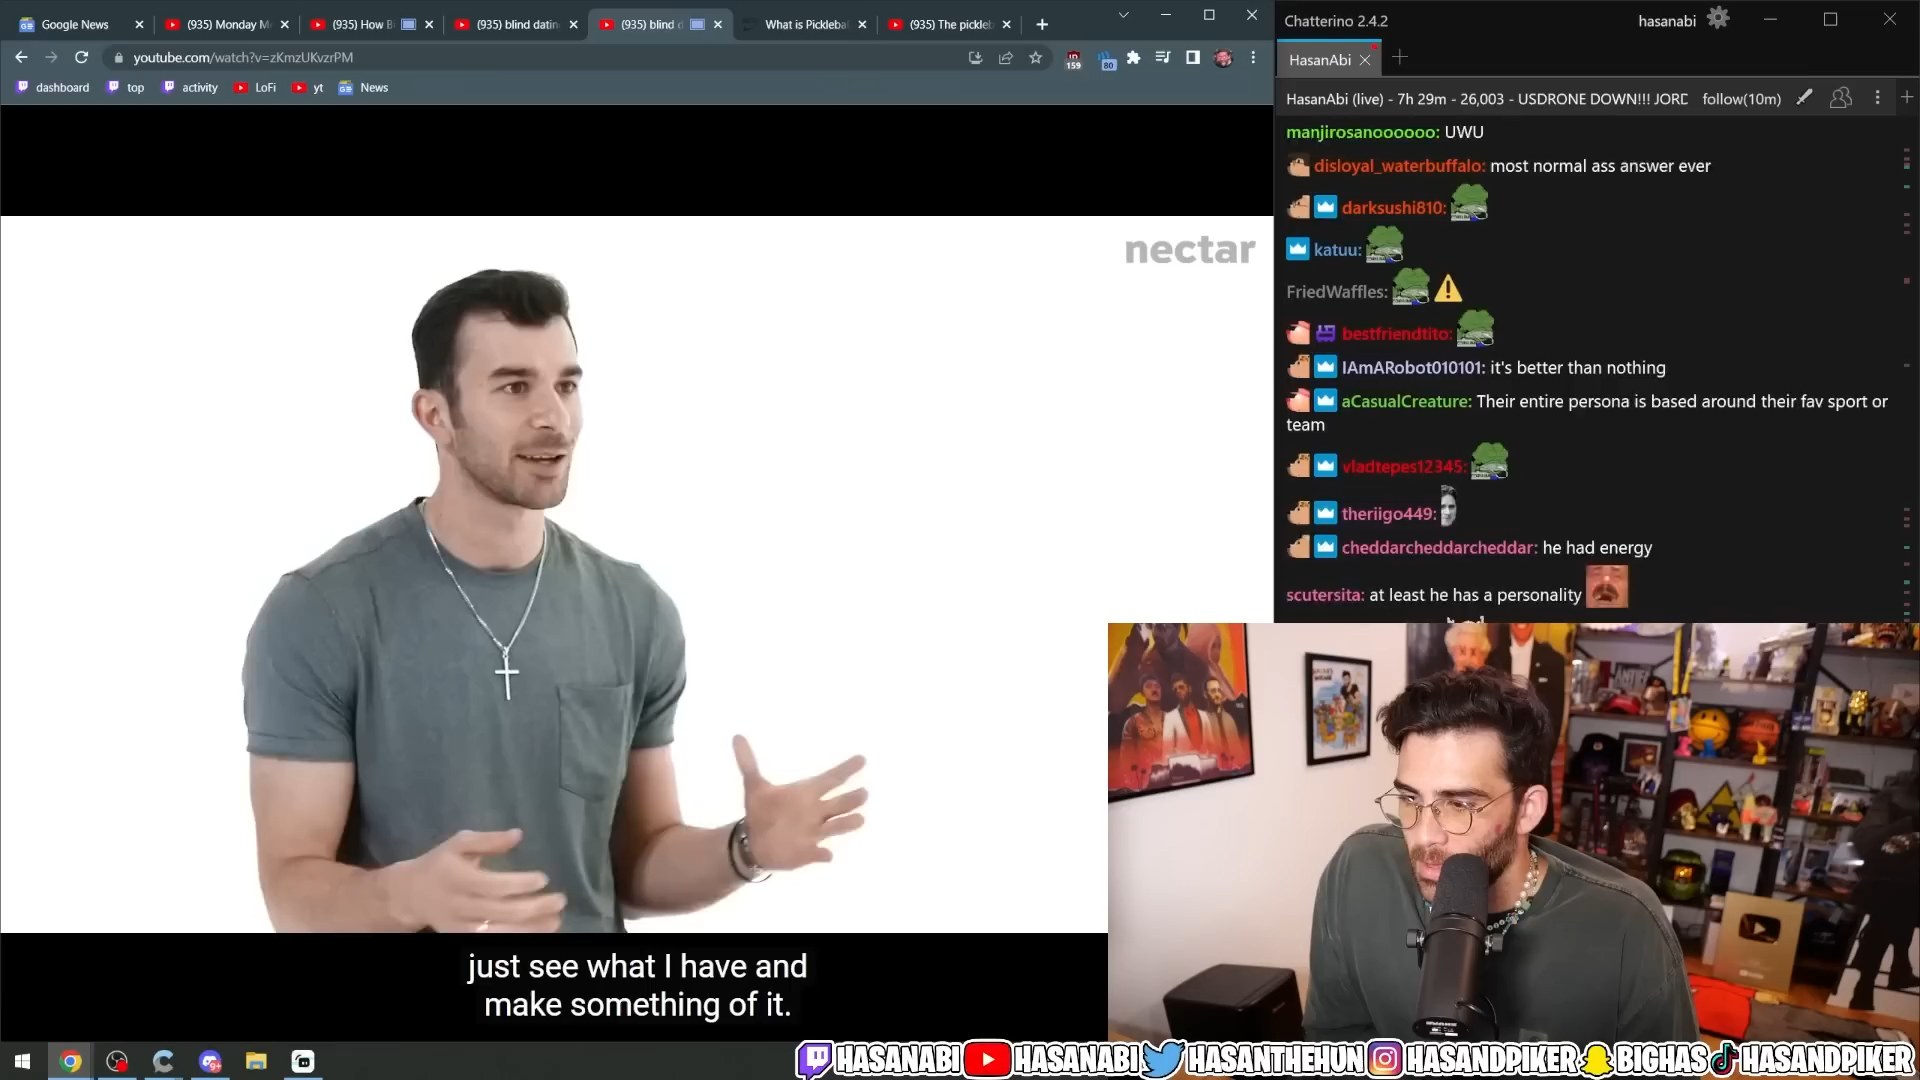 Google News
(935) Monday M
(935) How B
(935) blind datin
(935) blind d
What is Picklebal
(935) The pickleb
youtube.com/watch?v=zKmzUKvzrPM
159
80
dashboard
top
activity
LoFi
yt
News
nectar
just see what I have and
make something of it.
Chatterino 2.4.2
hasanabi
HasanAbi
HasanAbi (live) - 7h 29m - 26,003 - USDRONE DOWN!!! JORD
follow(10m)
manjirosanoooooo: UWU
disloyal_waterbuffalo: most normal ass answer ever
darksushi810:
katuu:
FriedWaffles:
bestfriendtito:
IAmARobot010101: it's better than nothing
aCasualCreature: Their entire persona is based around their fav sport or
team
vladtepes12345:
theriigo449:
cheddarcheddarcheddar: he had energy
scutersita: at least he has a personality
HASANABI
HASANABI
HASANTHEHUN
HASANDPIKER
BIGHAS
HASANDPIKER